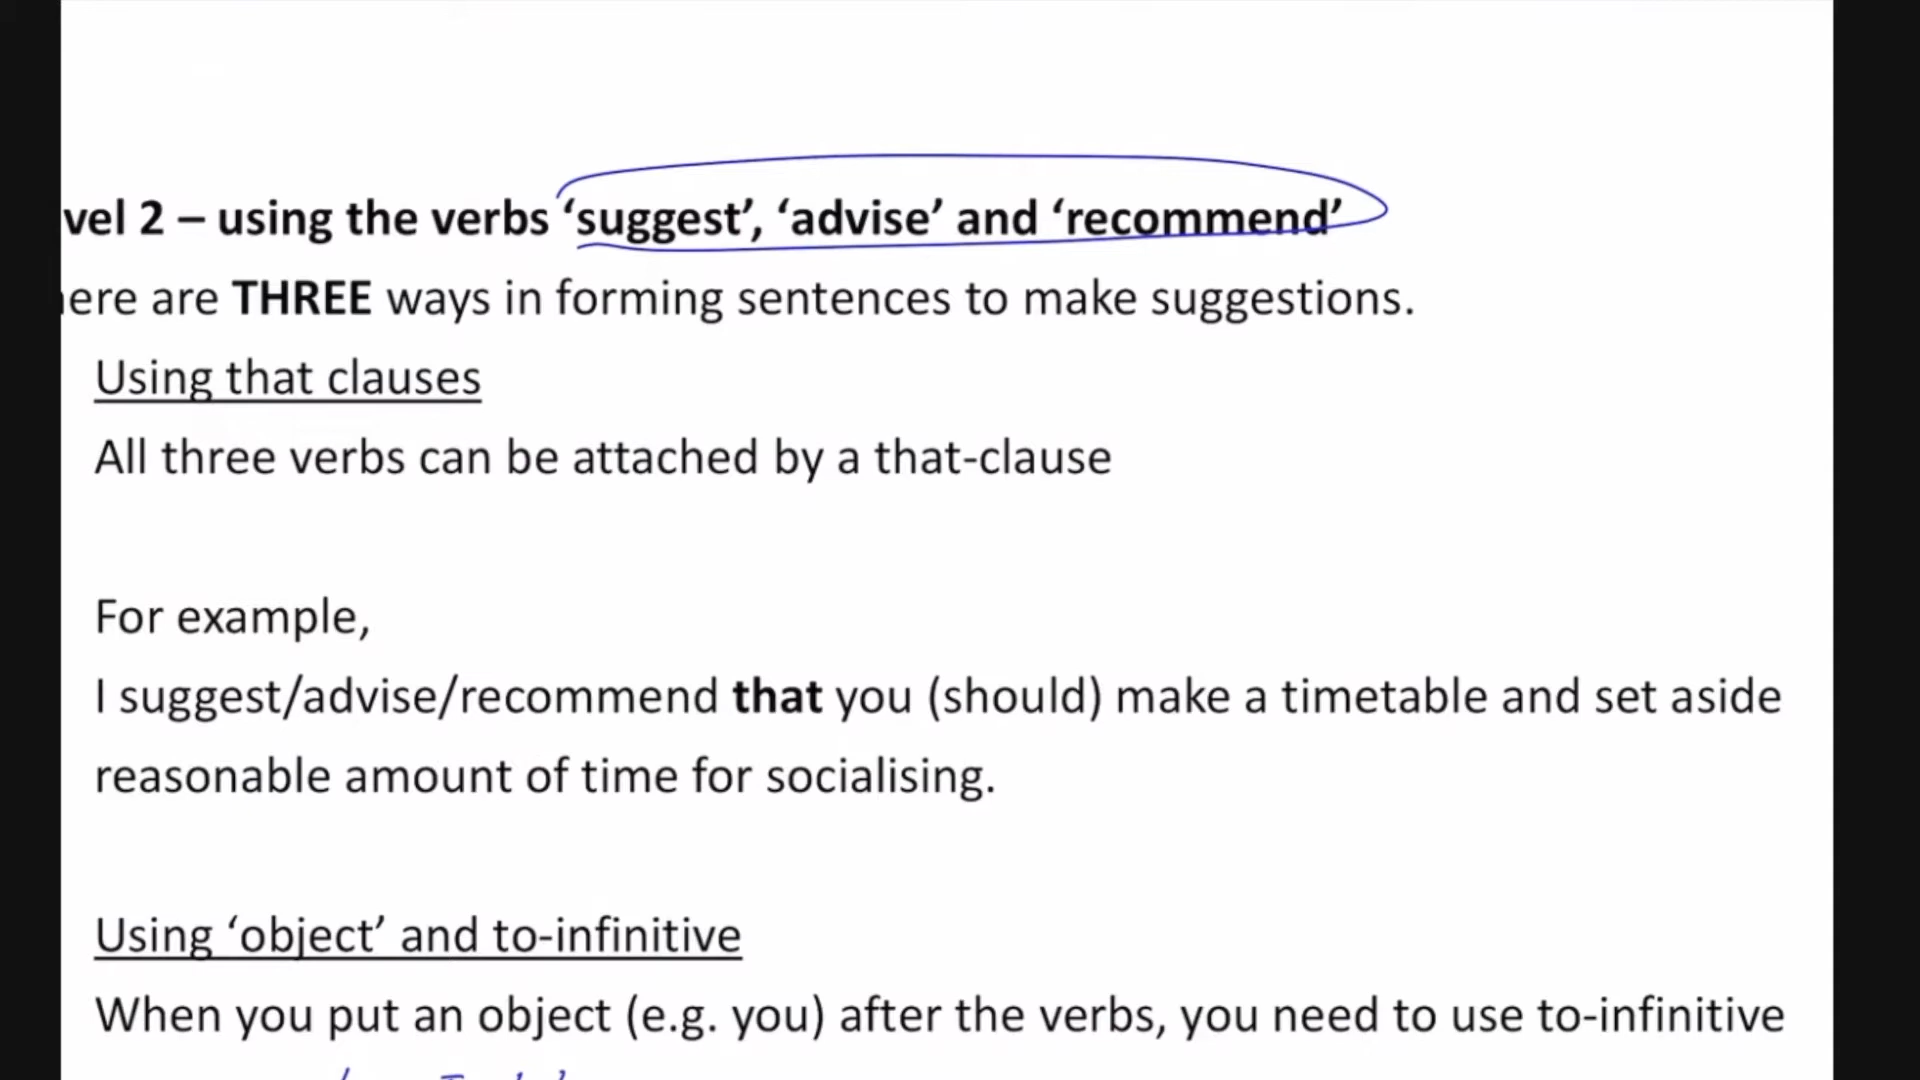 vel 2 – using the verbs ‘suggest’, ‘advise’ and ‘recommend’
ere are THREE ways in forming sentences to make suggestions.
Using that clauses
All three verbs can be attached by a that-clause
For example,
I suggest/advise/recommend that you (should) make a timetable and set aside
reasonable amount of time for socialising.
Using ‘object’ and to-infinitive
When you put an object (e.g. you) after the verbs, you need to use to-infinitive